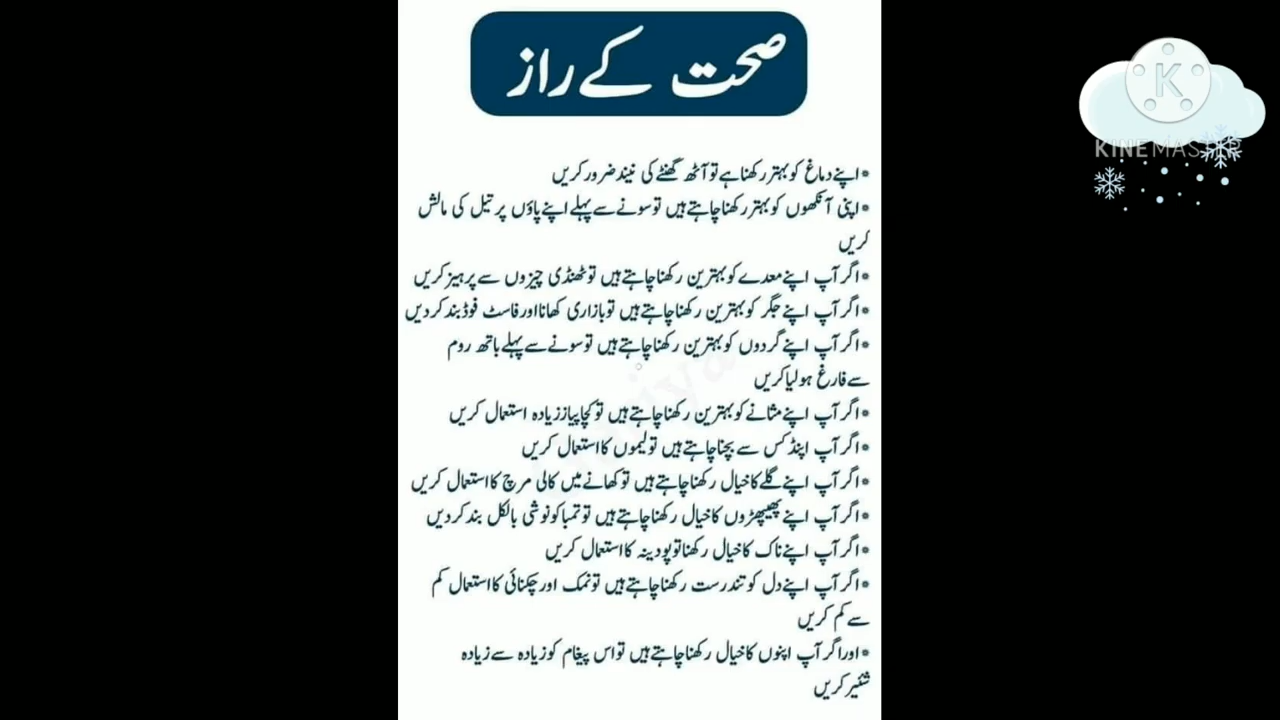 صحت کے راز
•اپنے دماغ کو بہتر رکھنا ہے تو آٹھ گھنٹے کی نیند ضرور کریں
•اپنی آنکھوں کو بہتر رکھنا چاہتے ہیں تو سونے سے پہلے اپنے پاؤں پر تیل کی مالش
کریں
•اگر آپ اپنے معدے کو بہترین رکھنا چاہتے ہیں تو ٹھنڈی چیزوں سے پرہیز کریں
•اگر آپ اپنے جگر کو بہترین رکھنا چاہتے ہیں تو بازاری کھانا اور فاسٹ فوڈ بند کر دیں
•اگر آپ اپنے گردوں کو بہترین رکھنا چاہتے ہیں تو سونے سے پہلے باتھ روم
سے فارغ ہو لیا کریں
•اگر آپ اپنے مثانے کو بہترین رکھنا چاہتے ہیں تو کچا پیاز زیادہ استعمال کریں
•اگر آپ اپنڈکس سے بچنا چاہتے ہیں تو لیموں کا استعمال کریں
•اگر آپ اپنے گلے کا خیال رکھنا چاہتے ہیں تو کھانے میں کالی مرچ کا استعمال کریں
•اگر آپ اپنے پھیپھڑوں کا خیال رکھنا چاہتے ہیں تو تمباکو نوشی بالکل بند کر دیں
•اگر آپ اپنے ناک کا خیال رکھنا تو پودینہ کا استعمال کریں
•اگر آپ اپنے دل کو تندرست رکھنا چاہتے ہیں تو نمک اور چکنائی کا استعمال کم
سے کم کریں
•اور اگر آپ اپنوں کا خیال رکھنا چاہتے ہیں تو اس پیغام کو زیادہ سے زیادہ
شئیر کریں
K
KINEMASTER